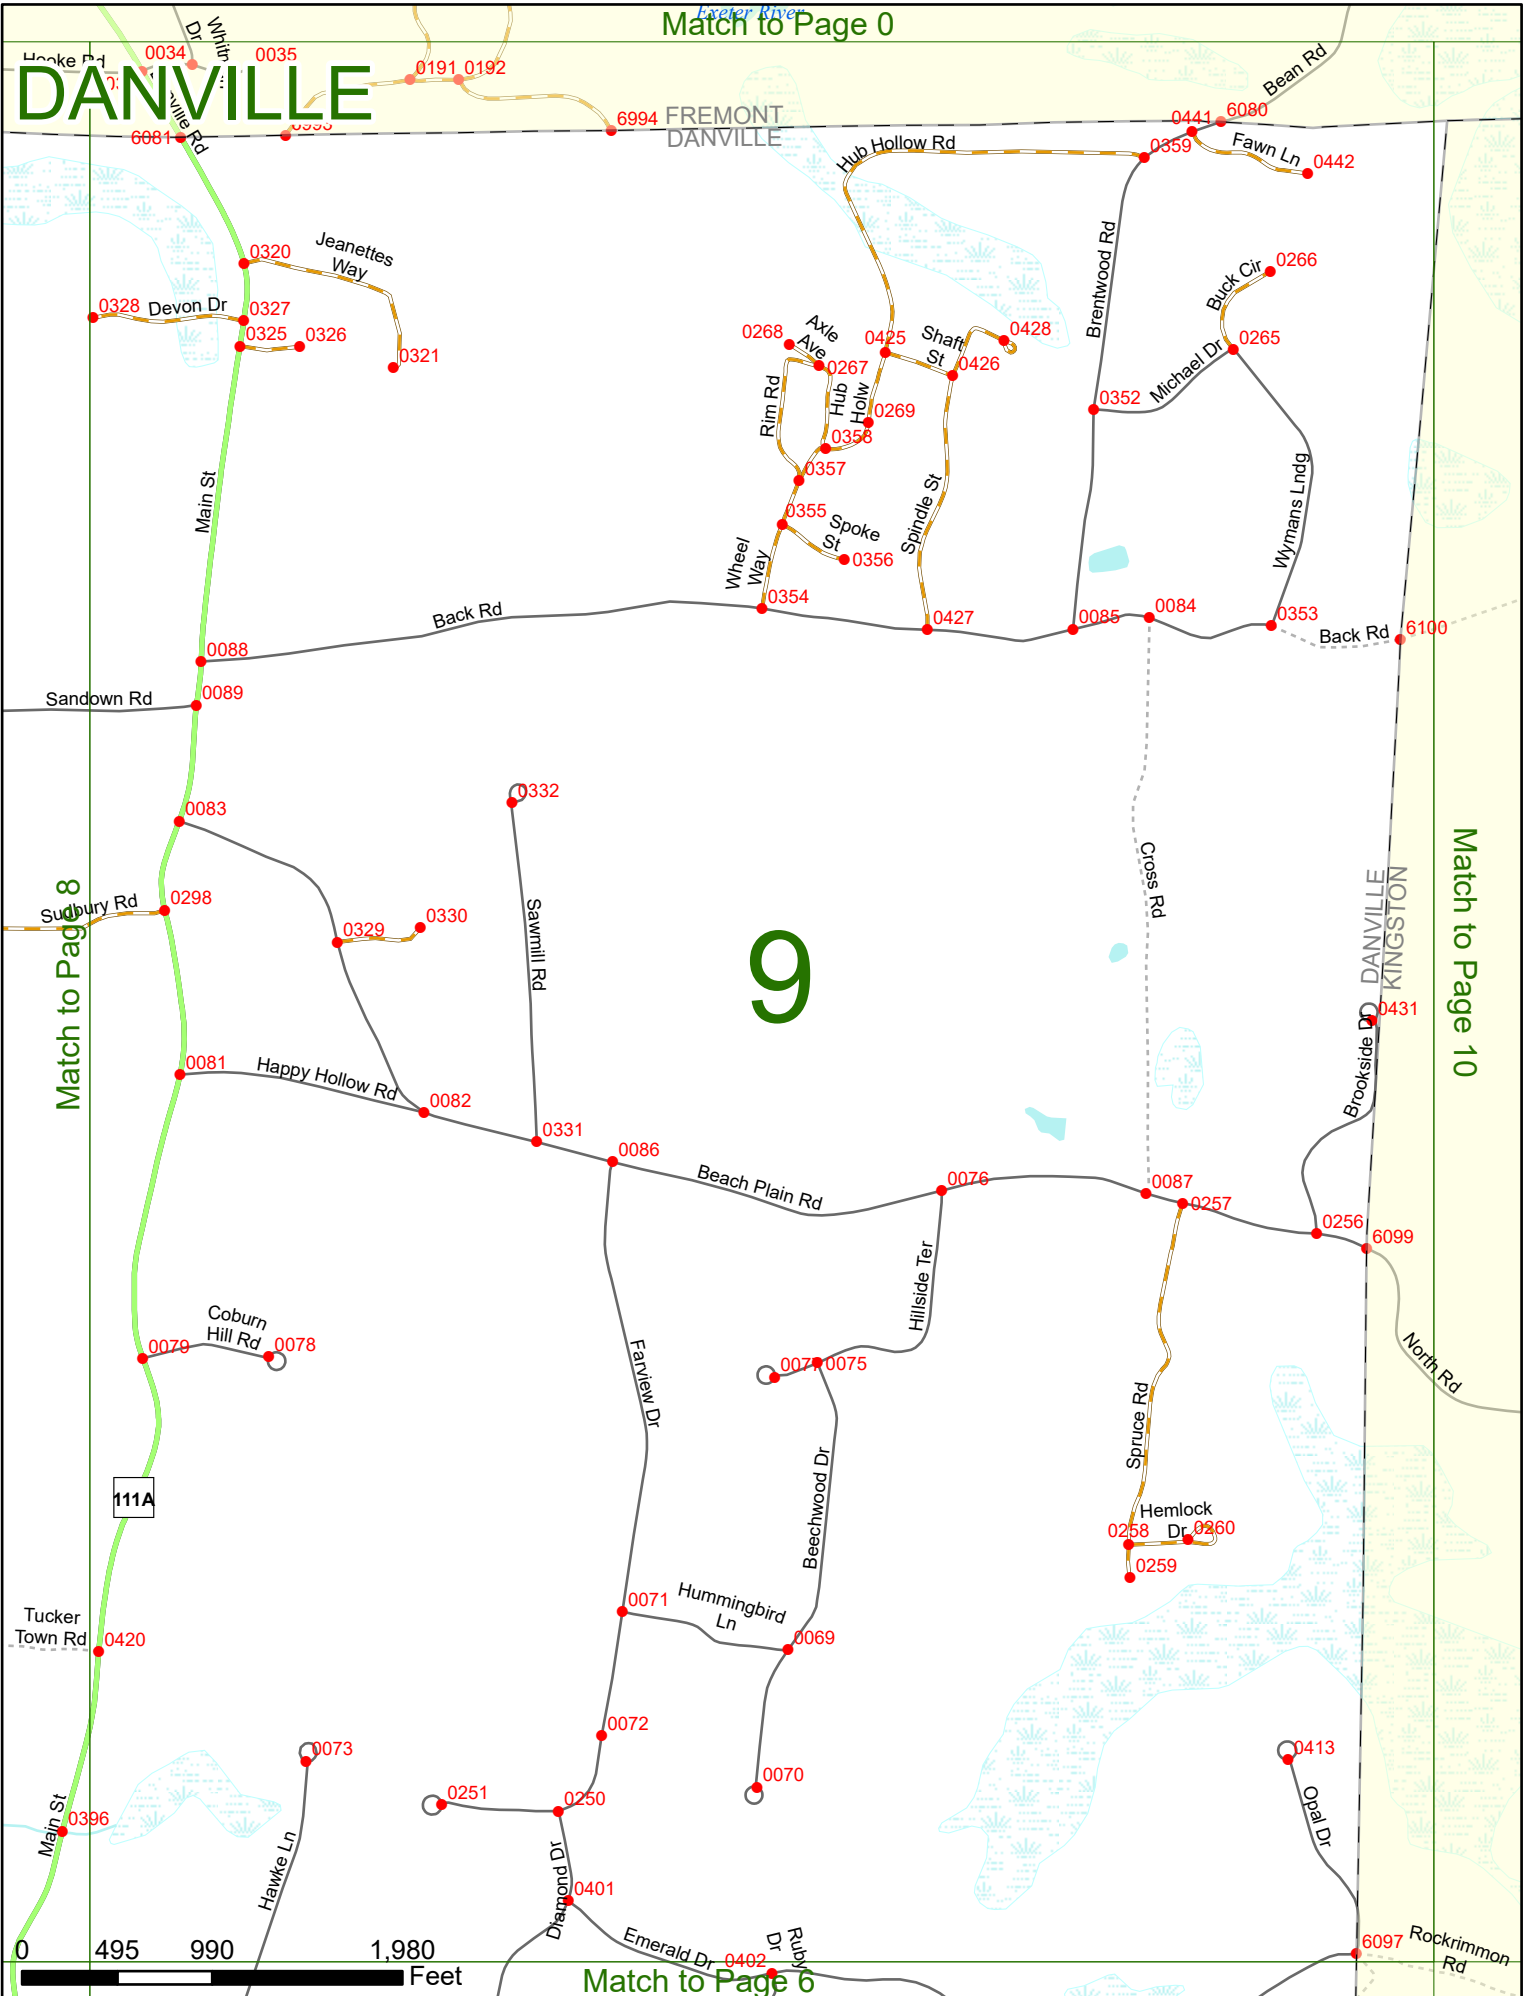 Exeter River
Match to Page 0
DANVILLE
Hooke Rd
Dr
0034
0035
0191
0192
Bean Rd
6081
6994
FREMONT
DANVILLE
Hub Hollow Rd
0441
6080
0359
Fawn Ln
0442
0320
Jeanettes
Way
0328
Devon Dr
0327
0325
0326
0321
Brentwood Rd
Buck Cir
0266
0268
Axle
Ave
0267
0425
Shaft
St
0428
0426
0265
Michael Dr
Rim Rd
Hub
Holw
0269
0352
0358
0357
Main St
Spindle St
Wymans Lndg
0355
Spoke
St
0356
Wheel
Way
0354
Back Rd
0427
0085
0084
0353
Back Rd
6100
0088
0089
Sandown Rd
0332
0083
Cross Rd
Match to Page 8
Match to Page 10
Sudbury Rd
0298
0329
0330
Sawmill Rd
9
DANVILLE
KINGSTON
0431
Brookside Dr
0081
Happy Hollow Rd
0082
0331
0086
Beach Plain Rd
0076
0087
0257
0256
6099
Hillside Ter
Coburn
Hill Rd
0079
0078
Farview Dr
0077
0075
North Rd
Spruce Rd
Beechwood Dr
111A
Hemlock
Dr
0258
0260
0259
0071
Hummingbird
Ln
0069
Tucker
Town Rd
0420
0072
0073
0070
0413
0251
0250
Main St
0396
Opal Dr
Hawke Ln
Diamond Dr
0401
Emerald Dr
0402
Ruby
Dr
6097
Rockrimmon
Rd
0
495
990
1,980
Feet
Match to Page 6